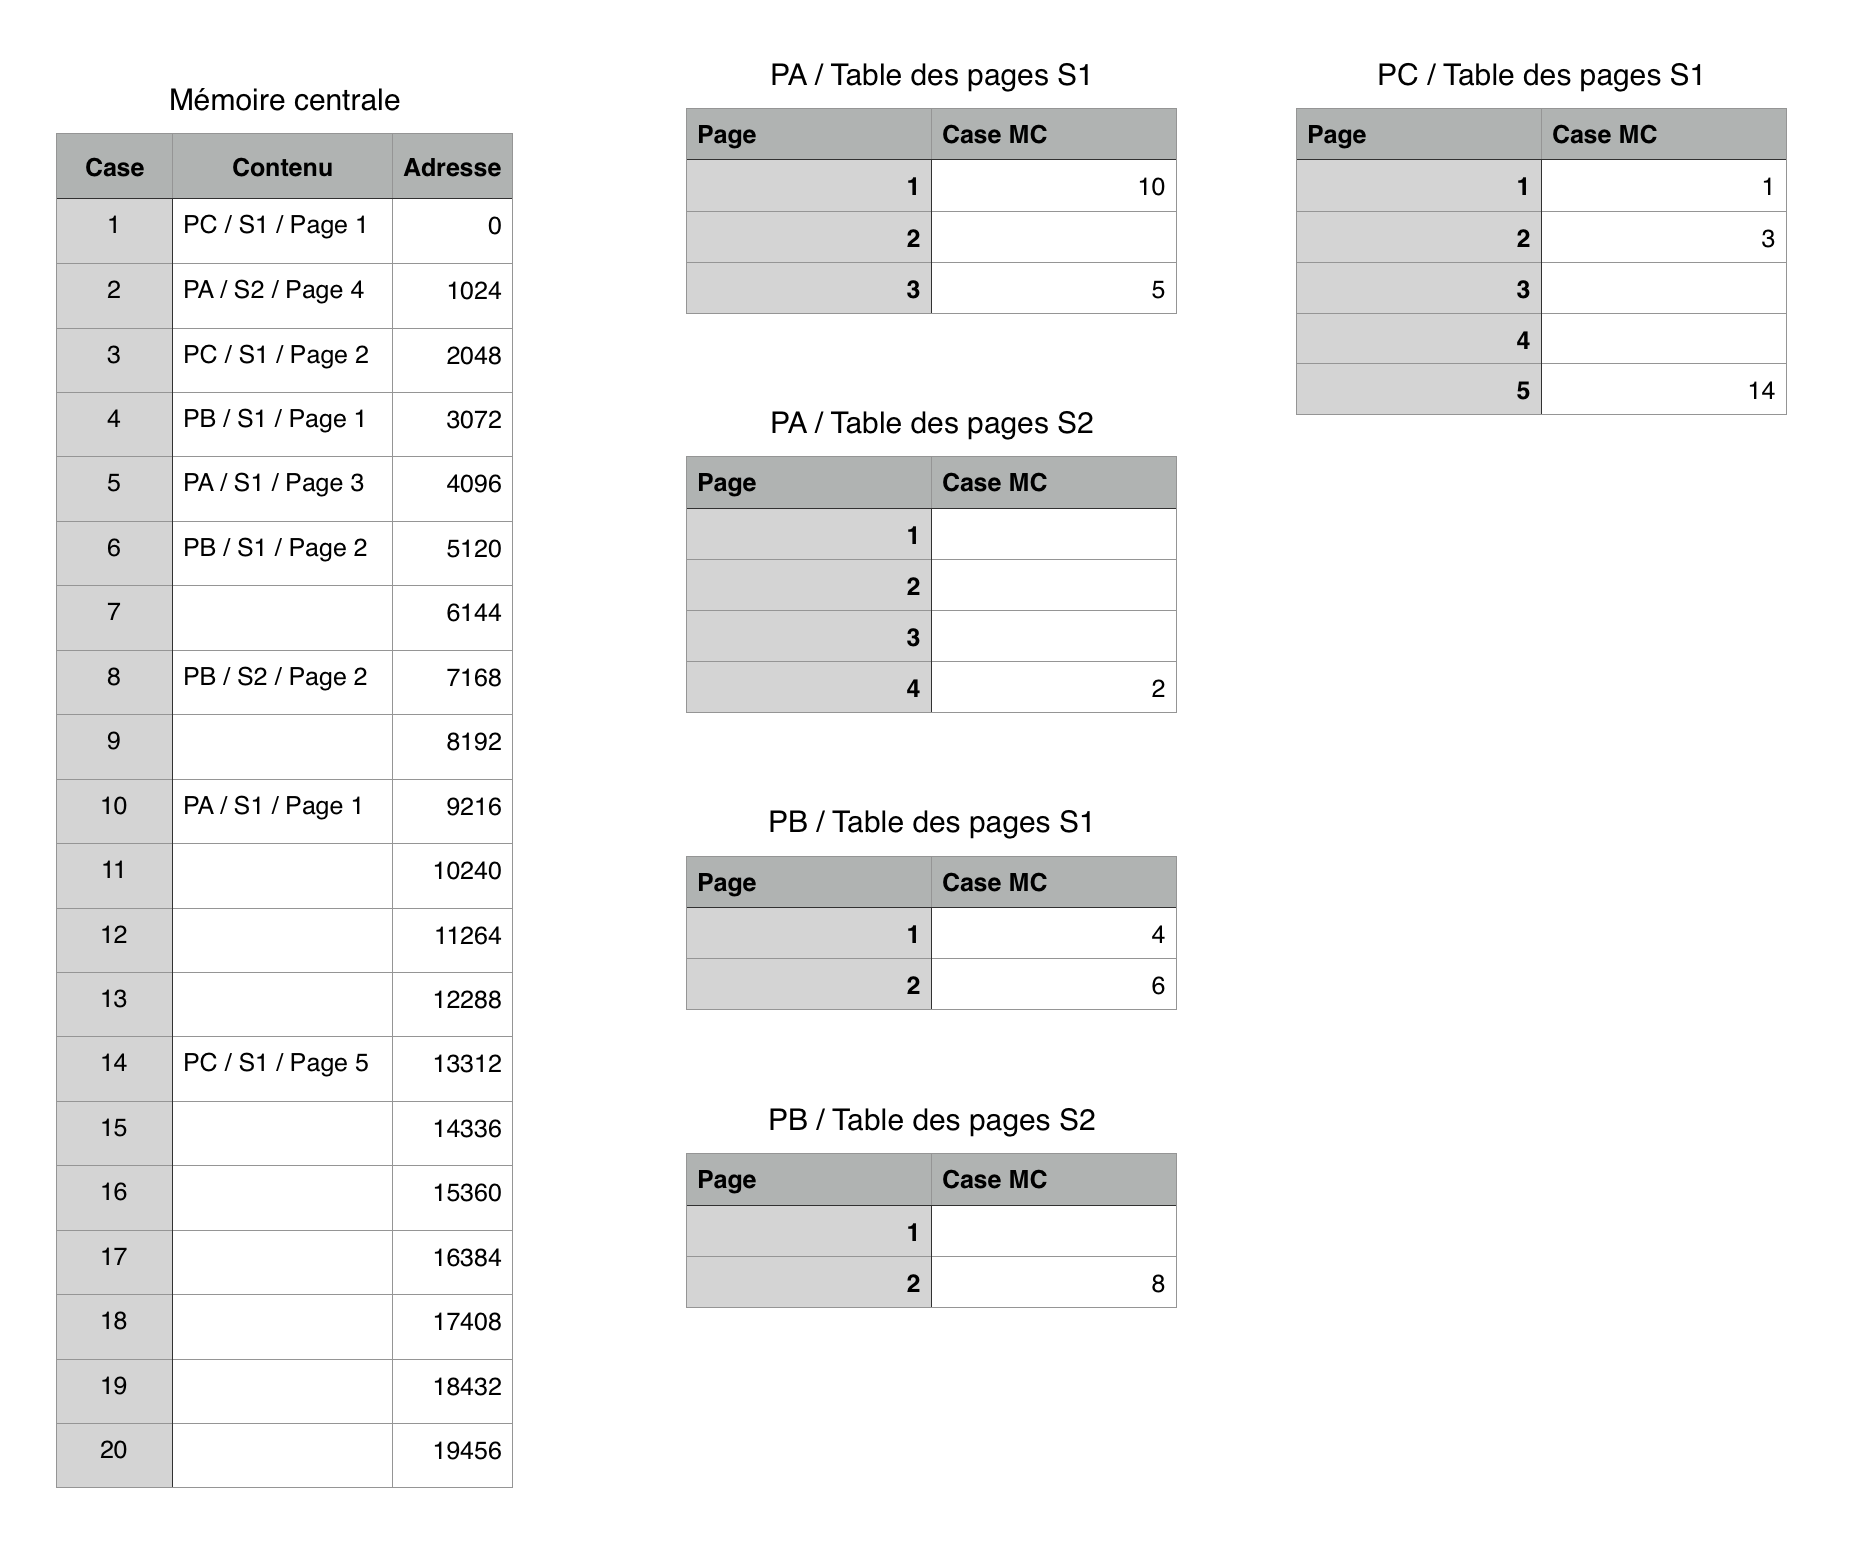 Mémoire centrale
Case Contenu Adresse
1 PC / S1 / Page 1 0
2 PA / S2 / Page 4 1024
3 PC / S1 / Page 2 2048
4 PB / S1 / Page 1 3072
5 PA / S1 / Page 3 4096
6 PB / S1 / Page 2 5120
7 6144
8 PB / S2 / Page 2 7168
9 8192
10 PA / S1 / Page 1 9216
11 10240
12 11264
13 12288
14 PC / S1 / Page 5 13312
15 14336
16 15360
17 16384
18 17408
19 18432
20 19456
PA / Table des pages S1
Page Case MC
1 10
2
3 5
PA / Table des pages S2
Page Case MC
1
2
3
4 2
PB / Table des pages S1
Page Case MC
1 4
2 6
PB / Table des pages S2
Page Case MC
1
2 8
PC / Table des pages S1
Page Case MC
1 1
2 3
3
4
5 14